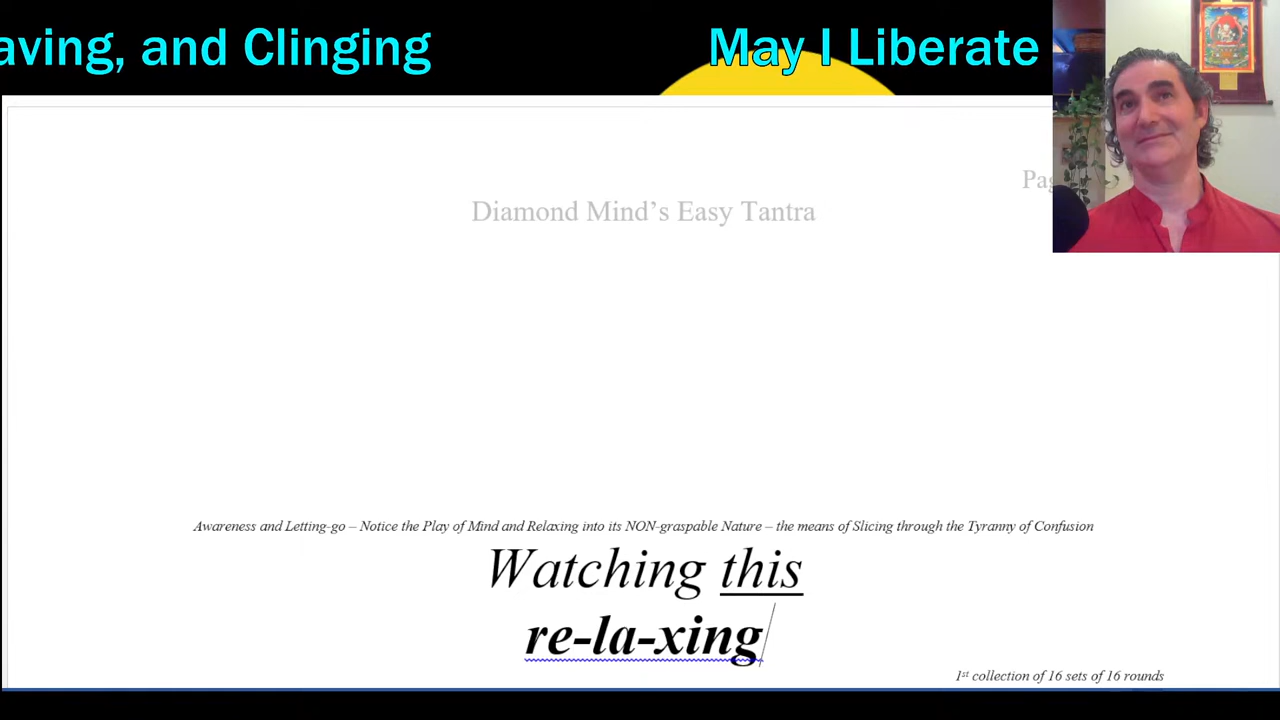 and Clinging May I Liberate
Diamond Mind’s Easy Tantra
Awareness and Letting-go – Notice the Play of Mind and Relaxing into its NON-graspable Nature – the means of Slicing through the Tyranny of Confusion
Watching this
re-la-xing
1st collection of 16 sets of 16 rounds